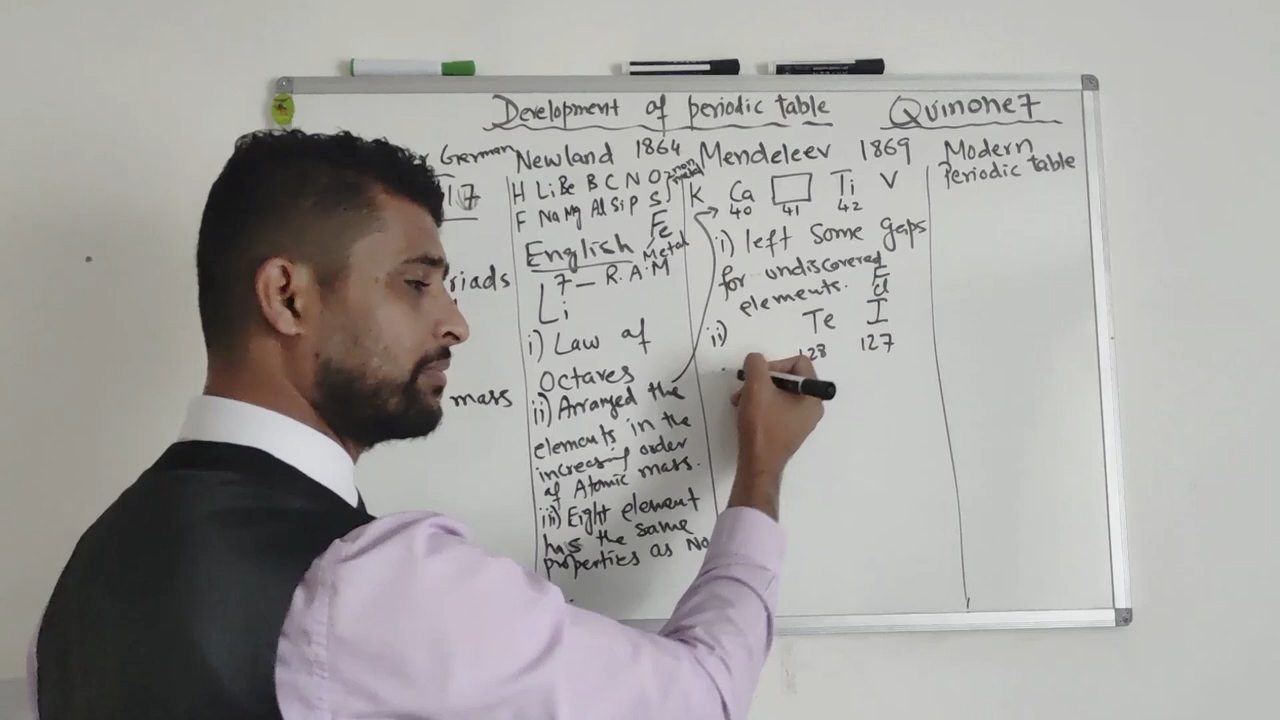 Development of periodic table
Quinone7
German
17
riads
mass
Newland 1864
H Li Be B C N O
F Na Mg Al Si P S
non metal
Fe
Metal
English
7 – R.A.M
Li
i) Law of
Octaves
ii) Arranged the
elements in the
increasing order
of Atomic mass.
iii) Eight element
has the same
properties as No
Mendeleev 1869
K Ca Ti V
40 41 42
i) left some gaps
for undiscovered
elements.
F
Cl
ii) Te I
128 127
Modern
Periodic table